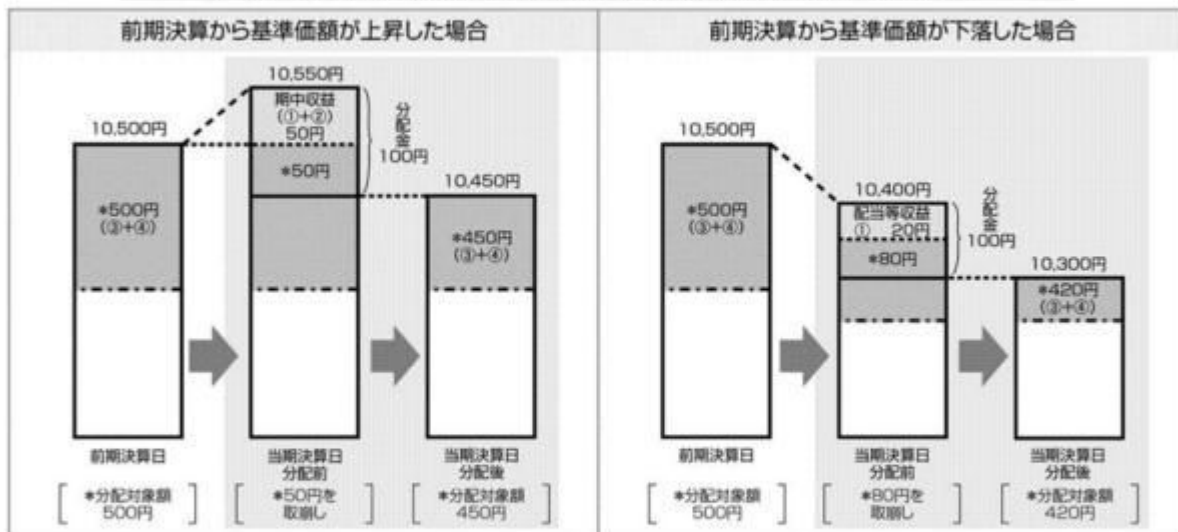 前期決算から基準価額が上昇した場合
10,550円
期中収益
(①+②)
50円
*50円
分配金
100円
10,500円
*500円
(③+④)
10,450円
*450円
(③+④)
前期決算日
当期決算日
分配前
当期決算日
分配後
*分配対象額
500円
*50円を
取崩し
*分配対象額
450円
前期決算から基準価額が下落した場合
10,500円
*500円
(③+④)
10,400円
配当等収益
① 20円
*80円
分配金
100円
10,300円
*420円
(③+④)
前期決算日
当期決算日
分配前
当期決算日
分配後
*分配対象額
500円
*80円を
取崩し
*分配対象額
420円